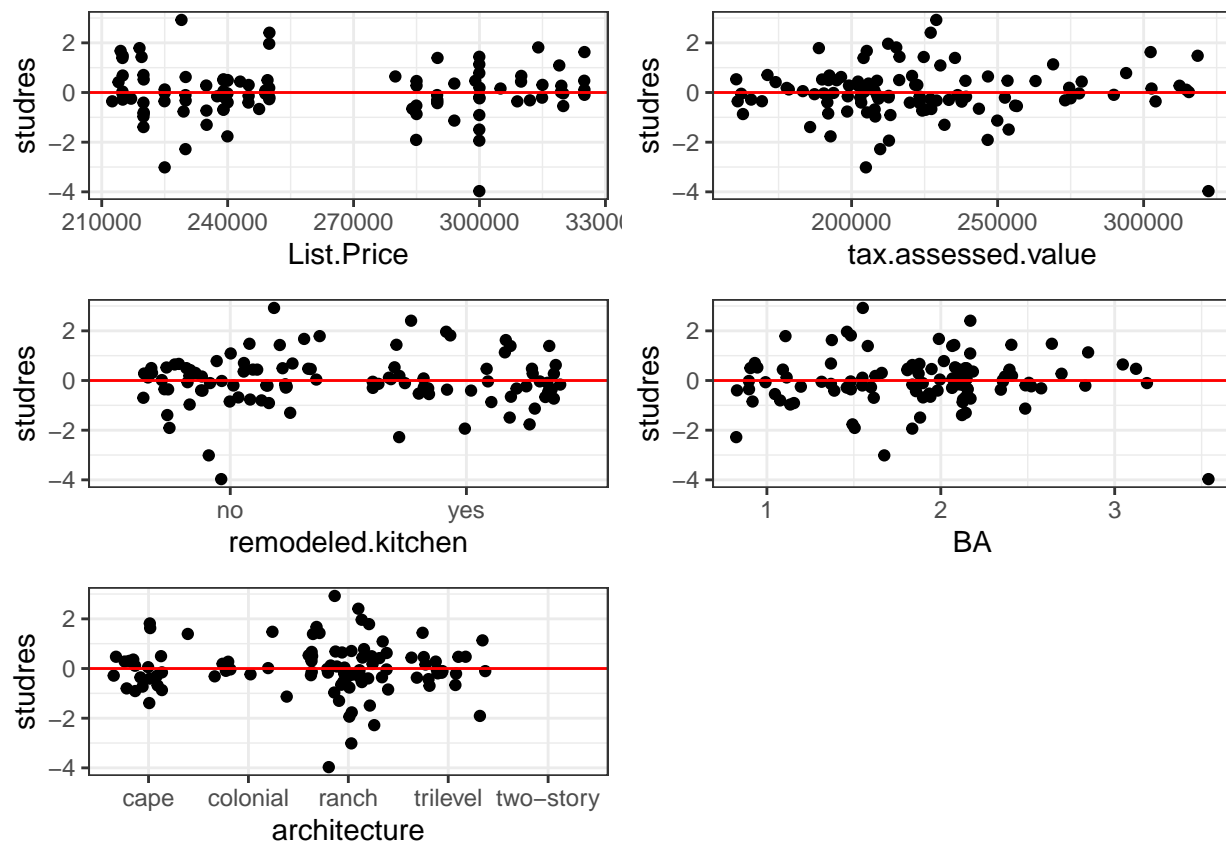 2
0
−2
−4
studres
210000 240000 270000 300000 33000
List.Price
2
0
−2
−4
studres
200000 250000 300000
tax.assessed.value
2
0
−2
−4
studres
no yes
remodeled.kitchen
2
0
−2
−4
studres
1 2 3
BA
2
0
−2
−4
studres
cape colonial ranch trilevel two−story
architecture